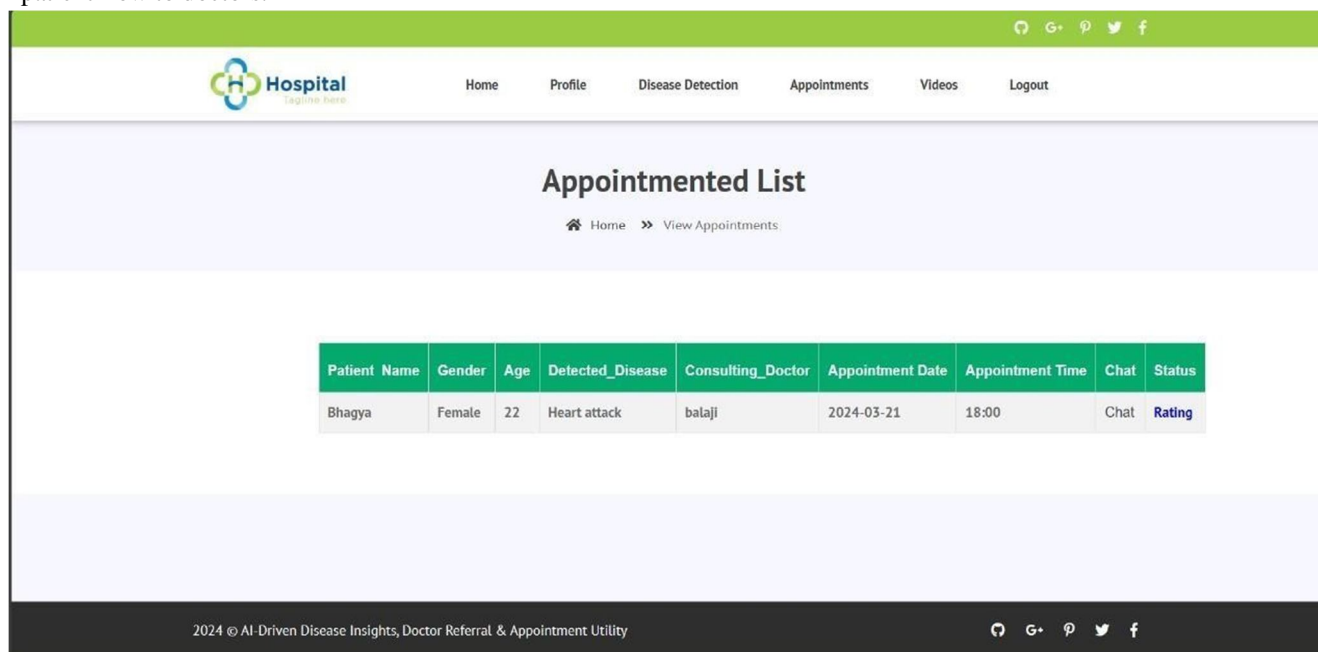 Hospital
Tagline here
Home Profile Disease Detection Appointments Videos Logout
Appointmented List
Home » View Appointments
Patient Name Gender Age Detected_Disease Consulting_Doctor Appointment Date Appointment Time Chat Status
Bhagya Female 22 Heart attack balaji 2024-03-21 18:00 Chat Rating
2024 © AI-Driven Disease Insights, Doctor Referral & Appointment Utility